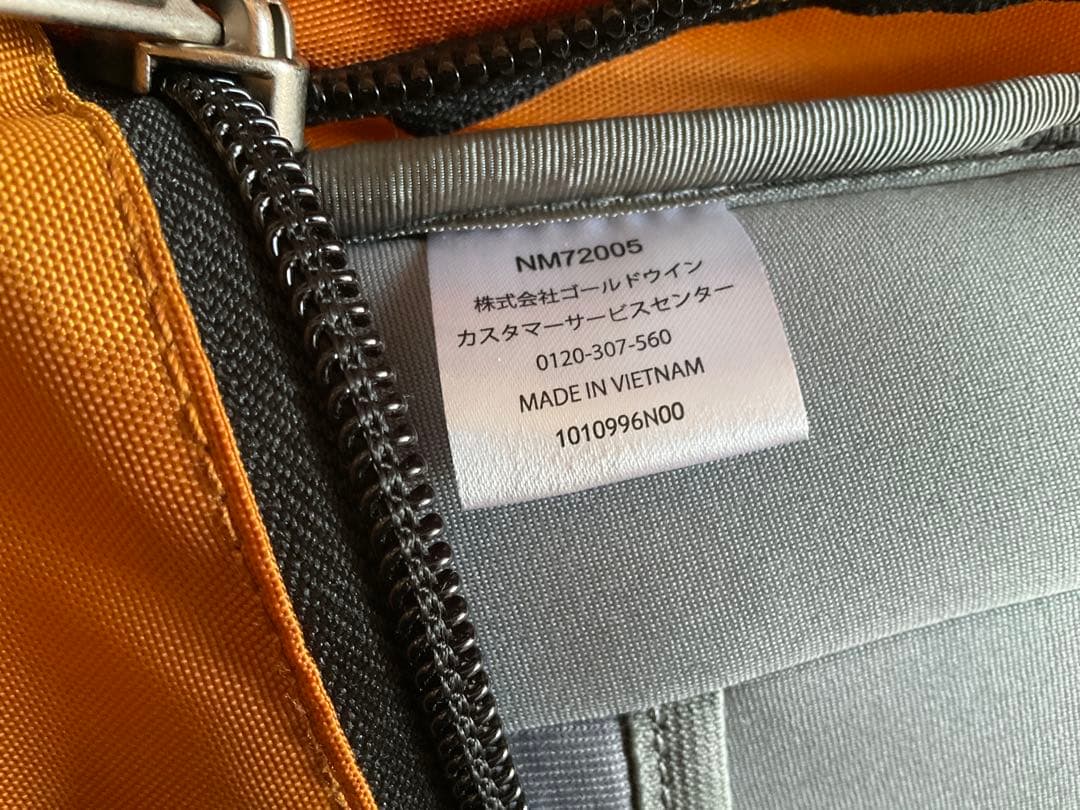 NM72005
株式会社ゴールドウイン
カスタマーサービスセンター
0120-307-560
MADE IN VIETNAM
1010996N00